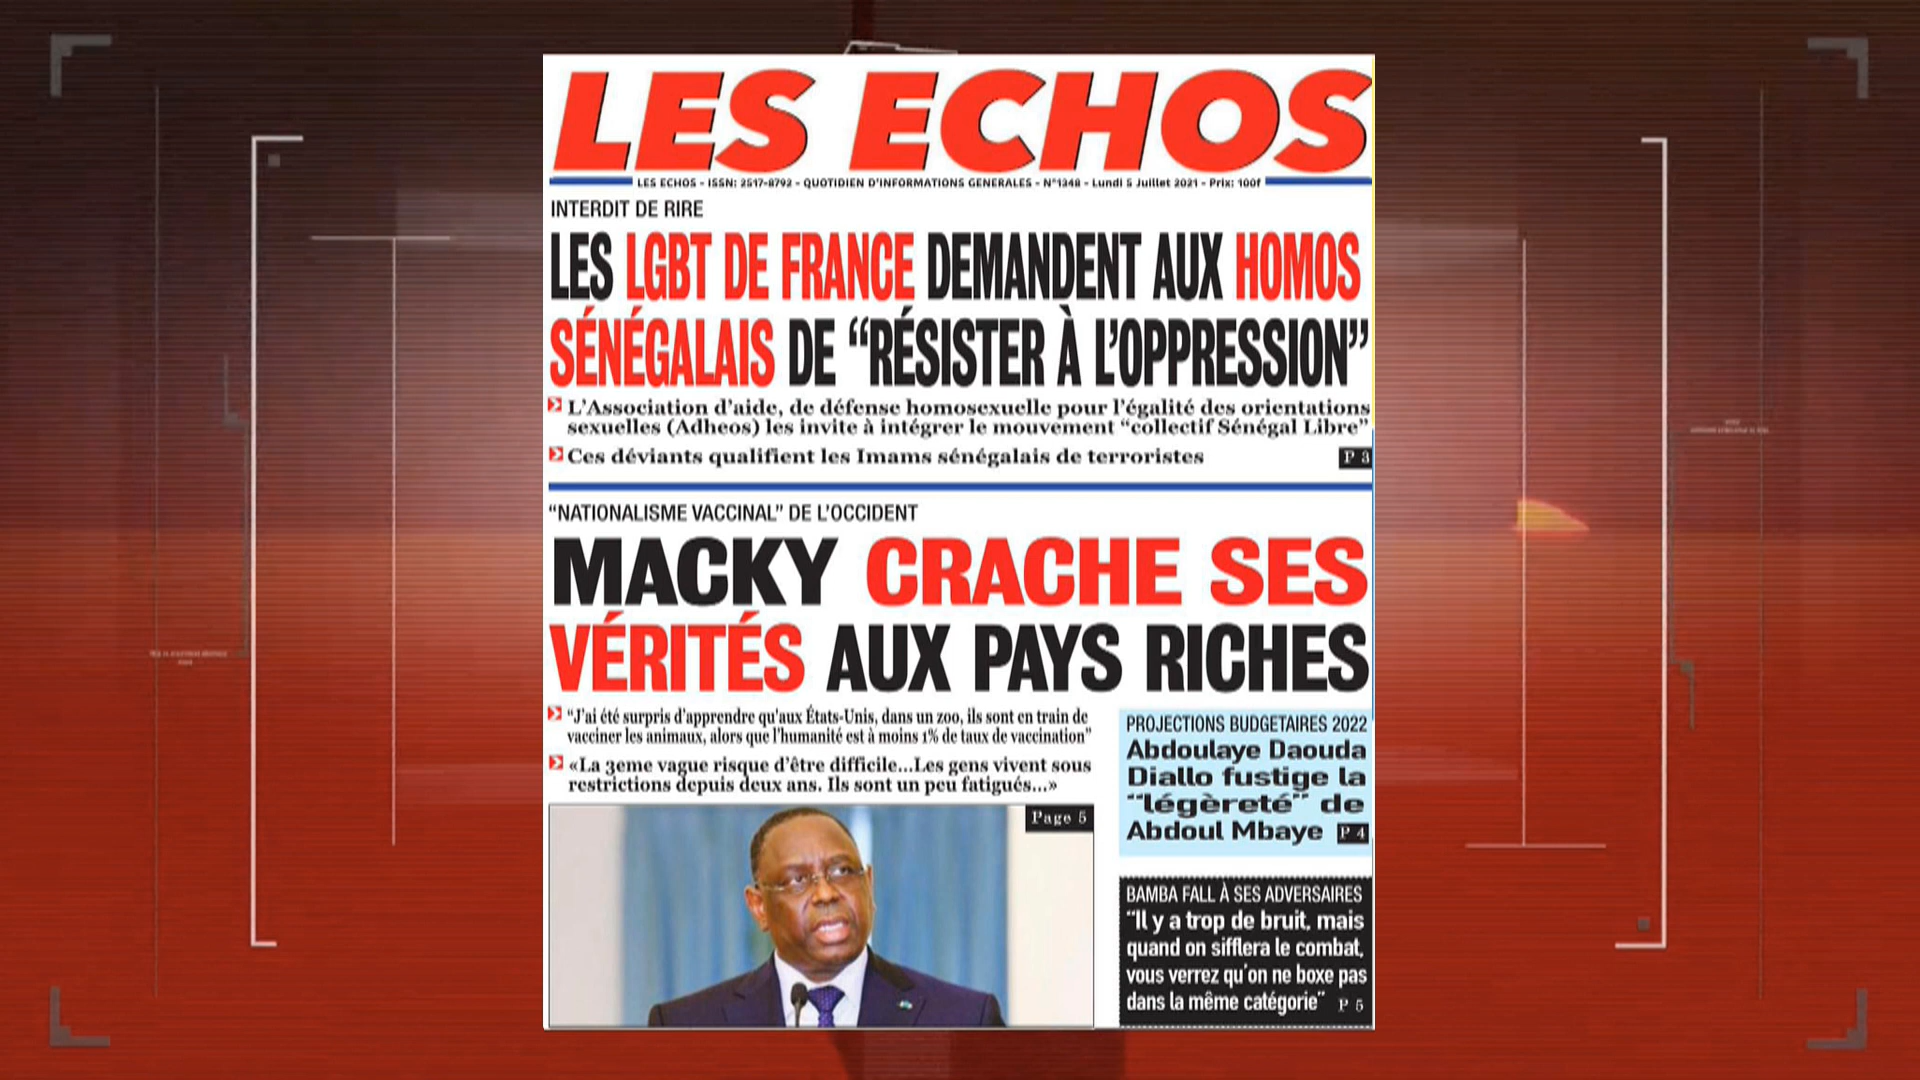 LES ECHOS
LES ECHOS - ISSN: 2517-8792 - QUOTIDIEN D'INFORMATIONS GENERALES - N°1348 - Lundi 5 Juillet 2021 - Prix: 100f
INTERDIT DE RIRE
LES LGBT DE FRANCE DEMANDENT AUX HOMOS
SÉNÉGALAIS DE “RÉSISTER À L’OPPRESSION”
L’Association d’aide, de défense homosexuelle pour l’égalité des orientations
sexuelles (Adheos) les invite à intégrer le mouvement “collectif Sénégal Libre”
Ces déviants qualifient les Imams sénégalais de terroristes
P 3
“NATIONALISME VACCINAL” DE L’OCCIDENT
MACKY CRACHE SES
VÉRITÉS AUX PAYS RICHES
“J’ai été surpris d’apprendre qu’aux États-Unis, dans un zoo, ils sont en train de
vacciner les animaux, alors que l’humanité est à moins 1% de taux de vaccination”
«La 3eme vague risque d’être difficile...Les gens vivent sous
restrictions depuis deux ans. Ils sont un peu fatigués...»
Page 5
PROJECTIONS BUDGETAIRES 2022
Abdoulaye Daouda
Diallo fustige la
“légèreté” de
Abdoul Mbaye P 4
BAMBA FALL À SES ADVERSAIRES
“Il y a trop de bruit, mais
quand on sifflera le combat,
vous verrez qu’on ne boxe pas
dans la même catégorie” P 5